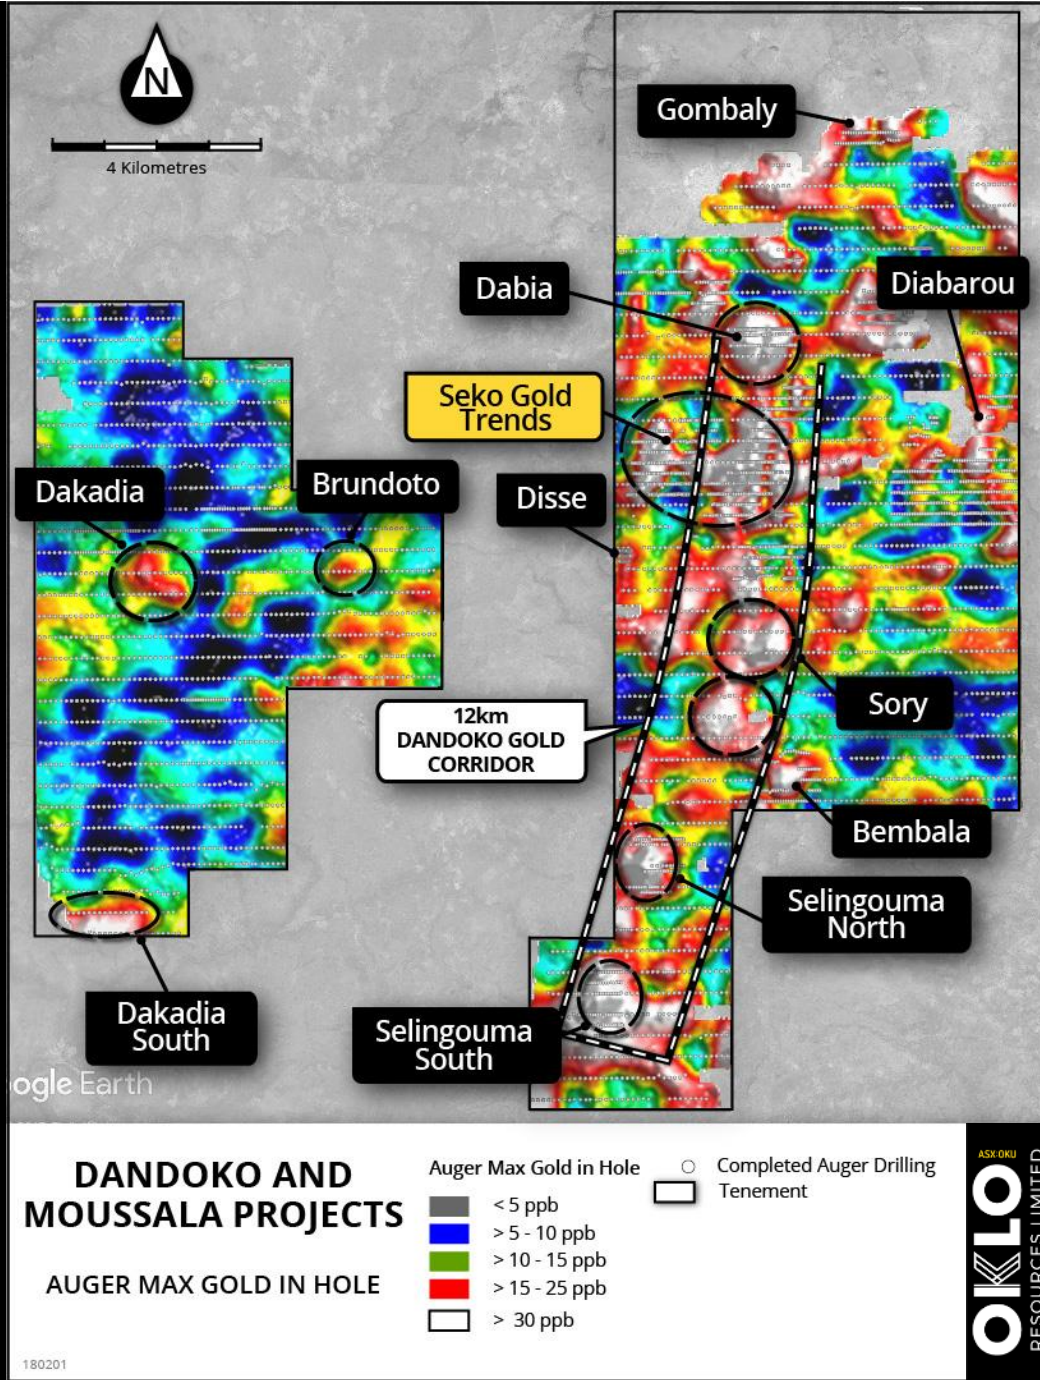 N
4 Kilometres
Gombaly
Dabia
Diabarou
Seko Gold
Trends
Dakadia
Brundoto
Disse
Sory
12km
DANDOKO GOLD
CORRIDOR
Bembala
Selingouma
North
Dakadia
South
Selingouma
South
ogle Earth
DANDOKO AND
MOUSSALA PROJECTS
AUGER MAX GOLD IN HOLE
180201
Auger Max Gold in Hole
< 5 ppb
> 5 - 10 ppb
> 10 - 15 ppb
> 15 - 25 ppb
> 30 ppb
Completed Auger Drilling
Tenement
ASX:OKU
OKLO
RESOURCES LIMITED